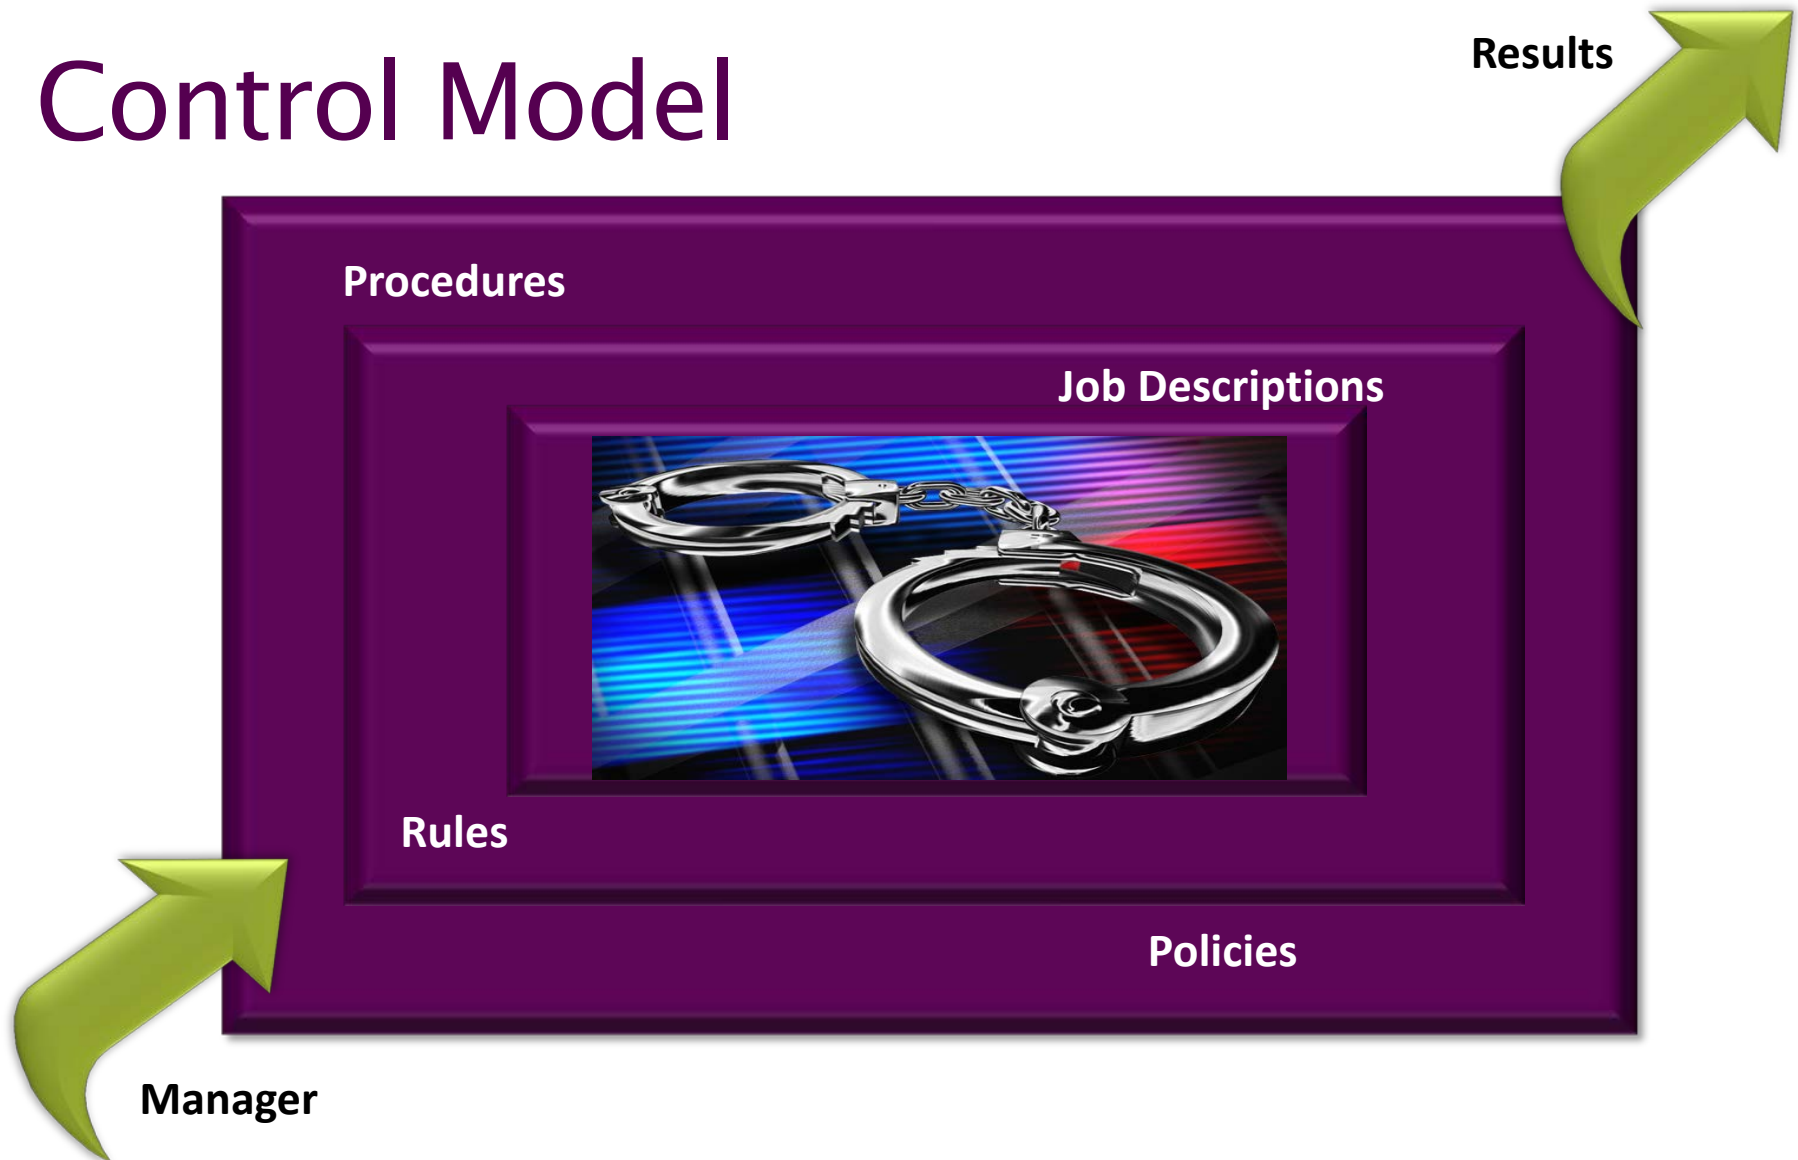 Control Model
Results
Procedures
Job Descriptions
Rules
Policies
Manager